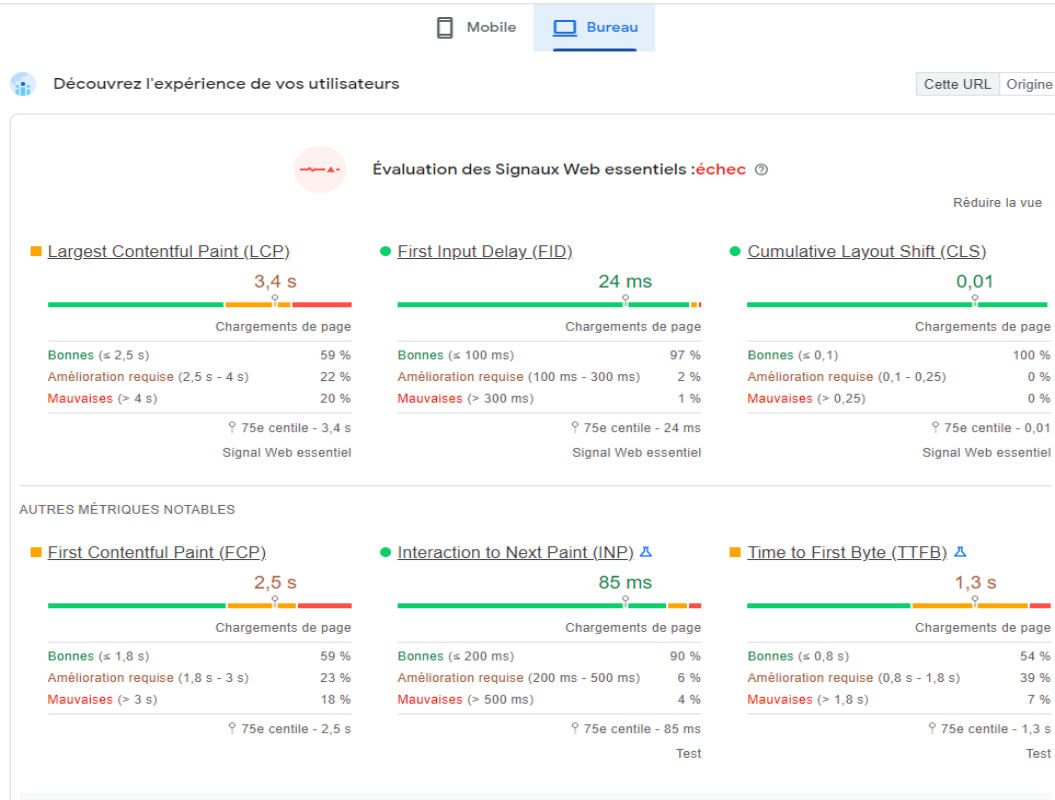 Mobile
Bureau
Découvrez l'expérience de vos utilisateurs
Cette URL
Origine
Évaluation des Signaux Web essentiels :échec
Réduire la vue
Largest Contentful Paint (LCP)
3,4 s
Chargements de page
Bonnes (≤ 2,5 s) 59 %
Amélioration requise (2,5 s - 4 s) 22 %
Mauvaises (> 4 s) 20 %
75e centile - 3,4 s
Signal Web essentiel
First Input Delay (FID)
24 ms
Chargements de page
Bonnes (≤ 100 ms) 97 %
Amélioration requise (100 ms - 300 ms) 2 %
Mauvaises (> 300 ms) 1 %
75e centile - 24 ms
Signal Web essentiel
Cumulative Layout Shift (CLS)
0,01
Chargements de page
Bonnes (≤ 0,1) 100 %
Amélioration requise (0,1 - 0,25) 0 %
Mauvaises (> 0,25) 0 %
75e centile - 0,01
Signal Web essentiel
AUTRES MÉTRIQUES NOTABLES
First Contentful Paint (FCP)
2,5 s
Chargements de page
Bonnes (≤ 1,8 s) 59 %
Amélioration requise (1,8 s - 3 s) 23 %
Mauvaises (> 3 s) 18 %
75e centile - 2,5 s
Interaction to Next Paint (INP)
85 ms
Chargements de page
Bonnes (≤ 200 ms) 90 %
Amélioration requise (200 ms - 500 ms) 6 %
Mauvaises (> 500 ms) 4 %
75e centile - 85 ms
Test
Time to First Byte (TTFB)
1,3 s
Chargements de page
Bonnes (≤ 0,8 s) 54 %
Amélioration requise (0,8 s - 1,8 s) 39 %
Mauvaises (> 1,8 s) 7 %
75e centile - 1,3 s
Test